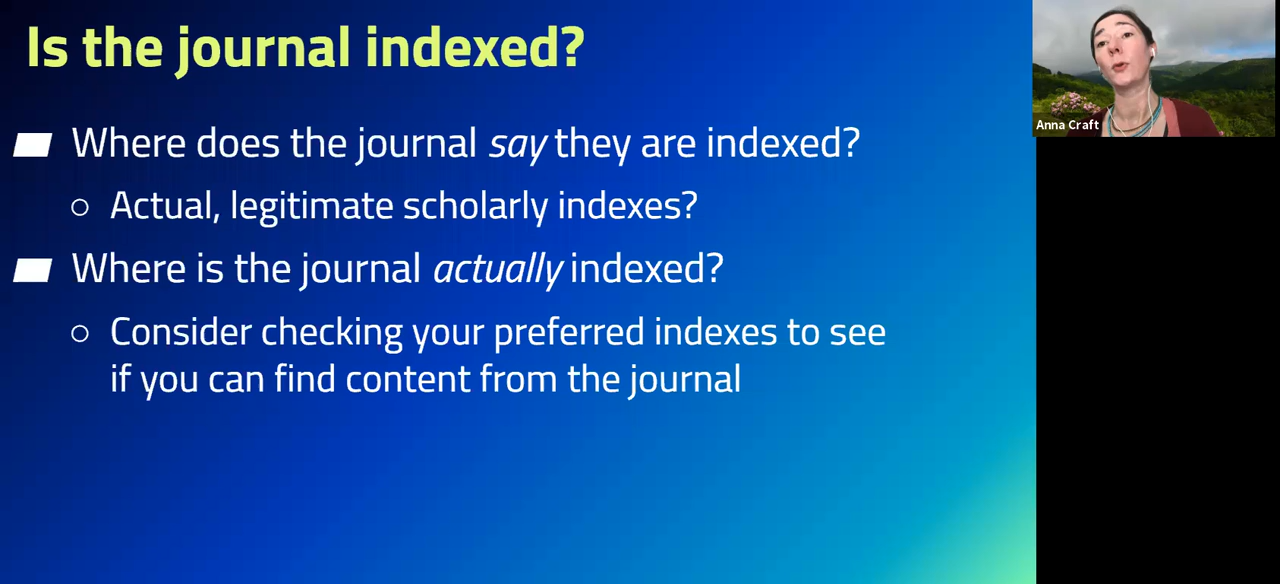 Is the journal indexed?
Where does the journal say they are indexed?
Actual, legitimate scholarly indexes?
Where is the journal actually indexed?
Consider checking your preferred indexes to see
if you can find content from the journal
Anna Craft